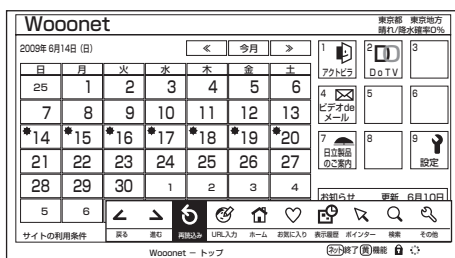 Wooonet
東京都 東京地方
晴れ/降水確率0%
2009年 6月14日 (日)
≪ 今月 ≫
日 月 火 水 木 金 土
25 1 2 3 4 5 6
7 8 9 10 11 12 13
14 15 16 17 18 19 20
21 22 23 24 25 26 27
28 29 30 1 2 3 4
5 6
1 アクトビラ
2 DoTV
3
4 ビデオdeメール
5
6
7 日立製品のご案内
8
9 設定
お知らせ 更新 6月10日
戻る 進む 再読込み URL入力 ホーム お気に入り 表示履歴 ポインター 検索 その他
サイトの利用条件
Wooonet － トップ
ネット終了 黄 機能